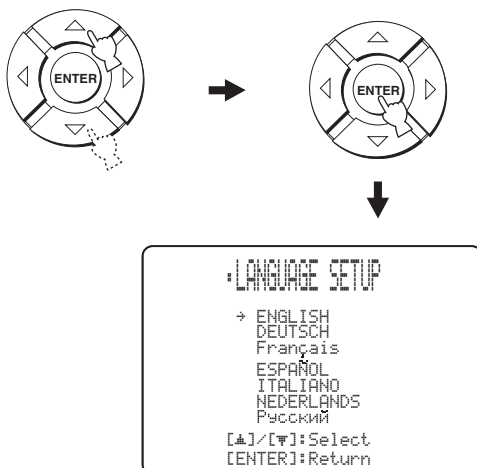 ENTER
ENTER
·LANGUAGE SETUP
→ ENGLISH
DEUTSCH
Français
ESPAÑOL
ITALIANO
NEDERLANDS
Русский
[▲]/[▼]:Select
[ENTER]:Return